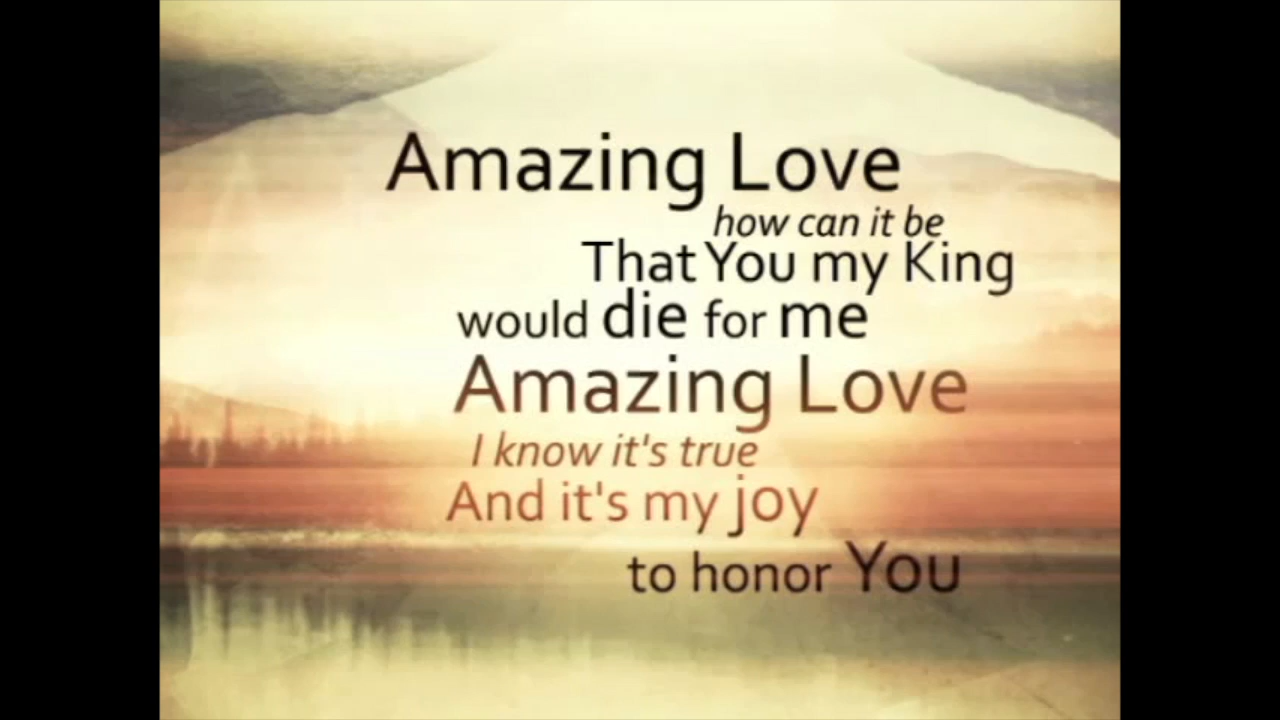 Amazing Love
how can it be
That You my King
would die for me
Amazing Love
I know it's true
And it's my joy
to honor You